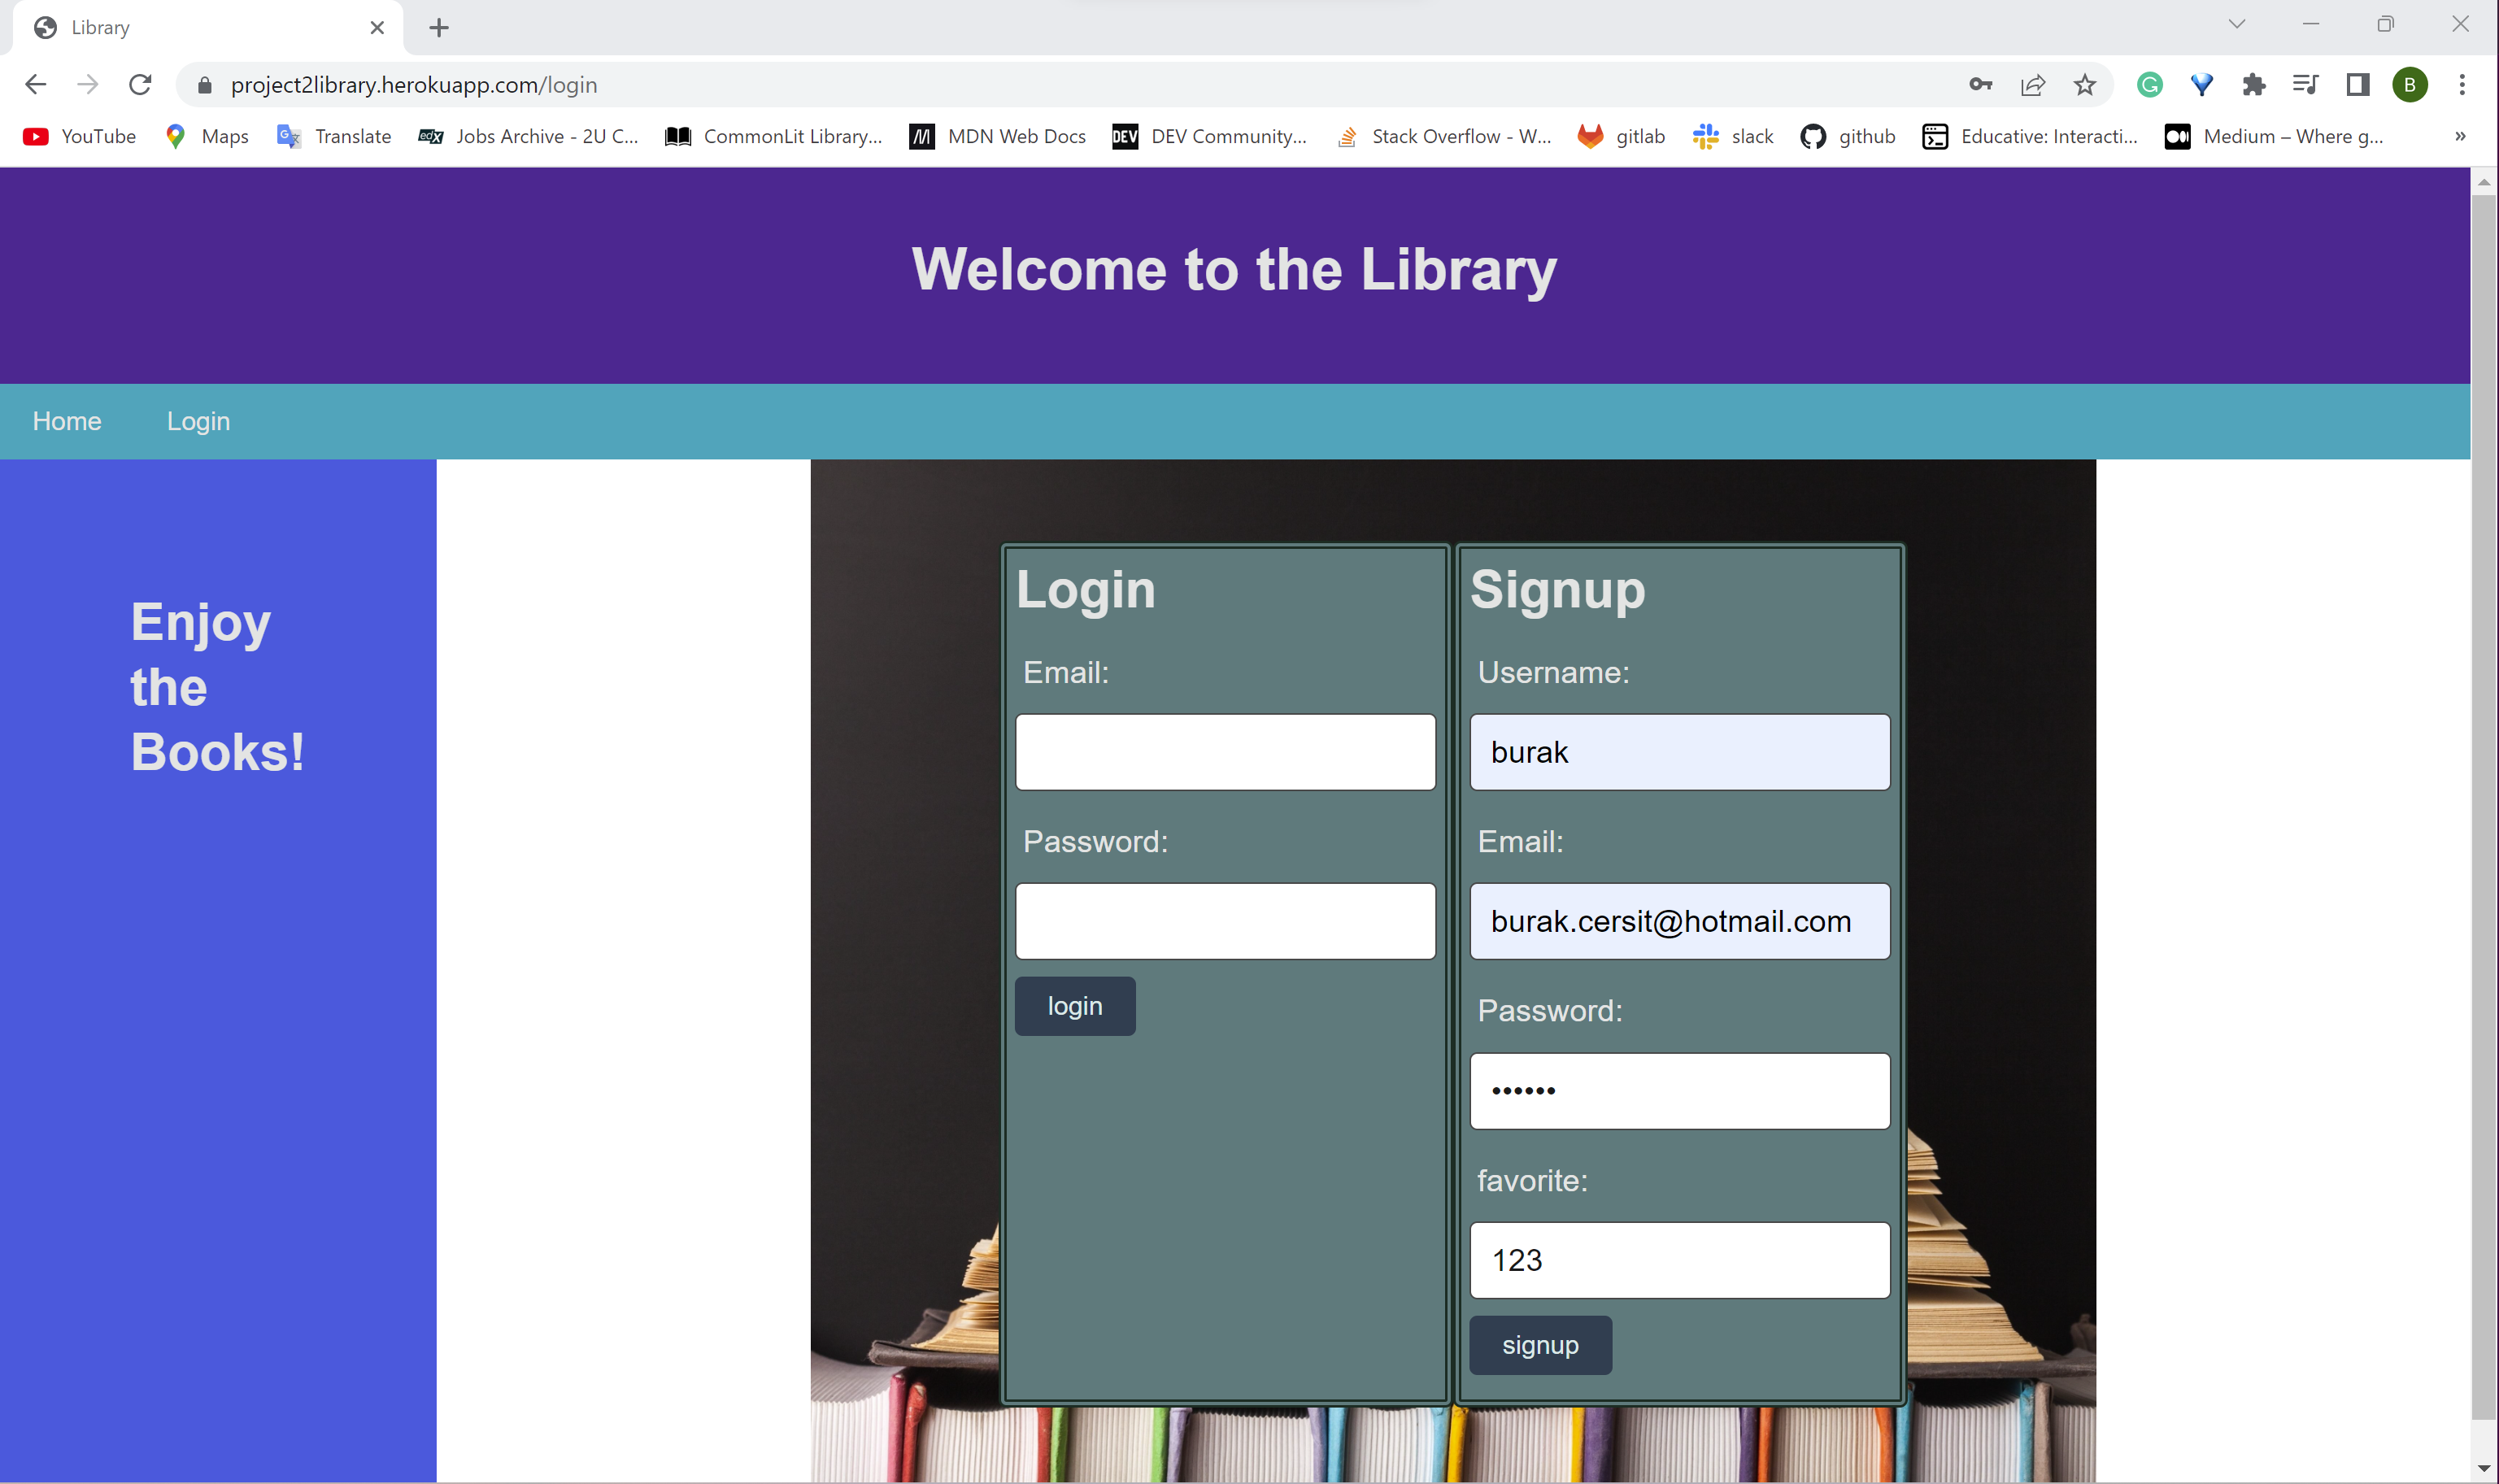 Library
project2library.herokuapp.com/login
B
YouTube Maps Translate edX Jobs Archive - 2U C... CommonLit Library... MDN Web Docs DEV DEV Community... Stack Overflow - W... gitlab slack github Educative: Interacti... Medium – Where g... »
Welcome to the Library
Home Login
Enjoy
the
Books!
Login
Email:
Password:
login
Signup
Username:
burak
Email:
burak.cersit@hotmail.com
Password:
••••••
favorite:
123
signup